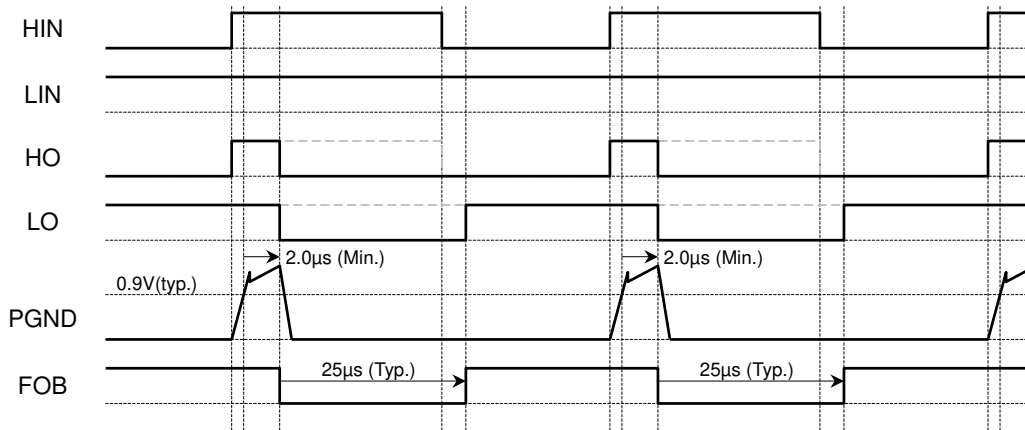 HIN
LIN
HO
LO
2.0µs (Min.) 2.0µs (Min.)
0.9V(typ.)
PGND
25µs (Typ.) 25µs (Typ.)
FOB